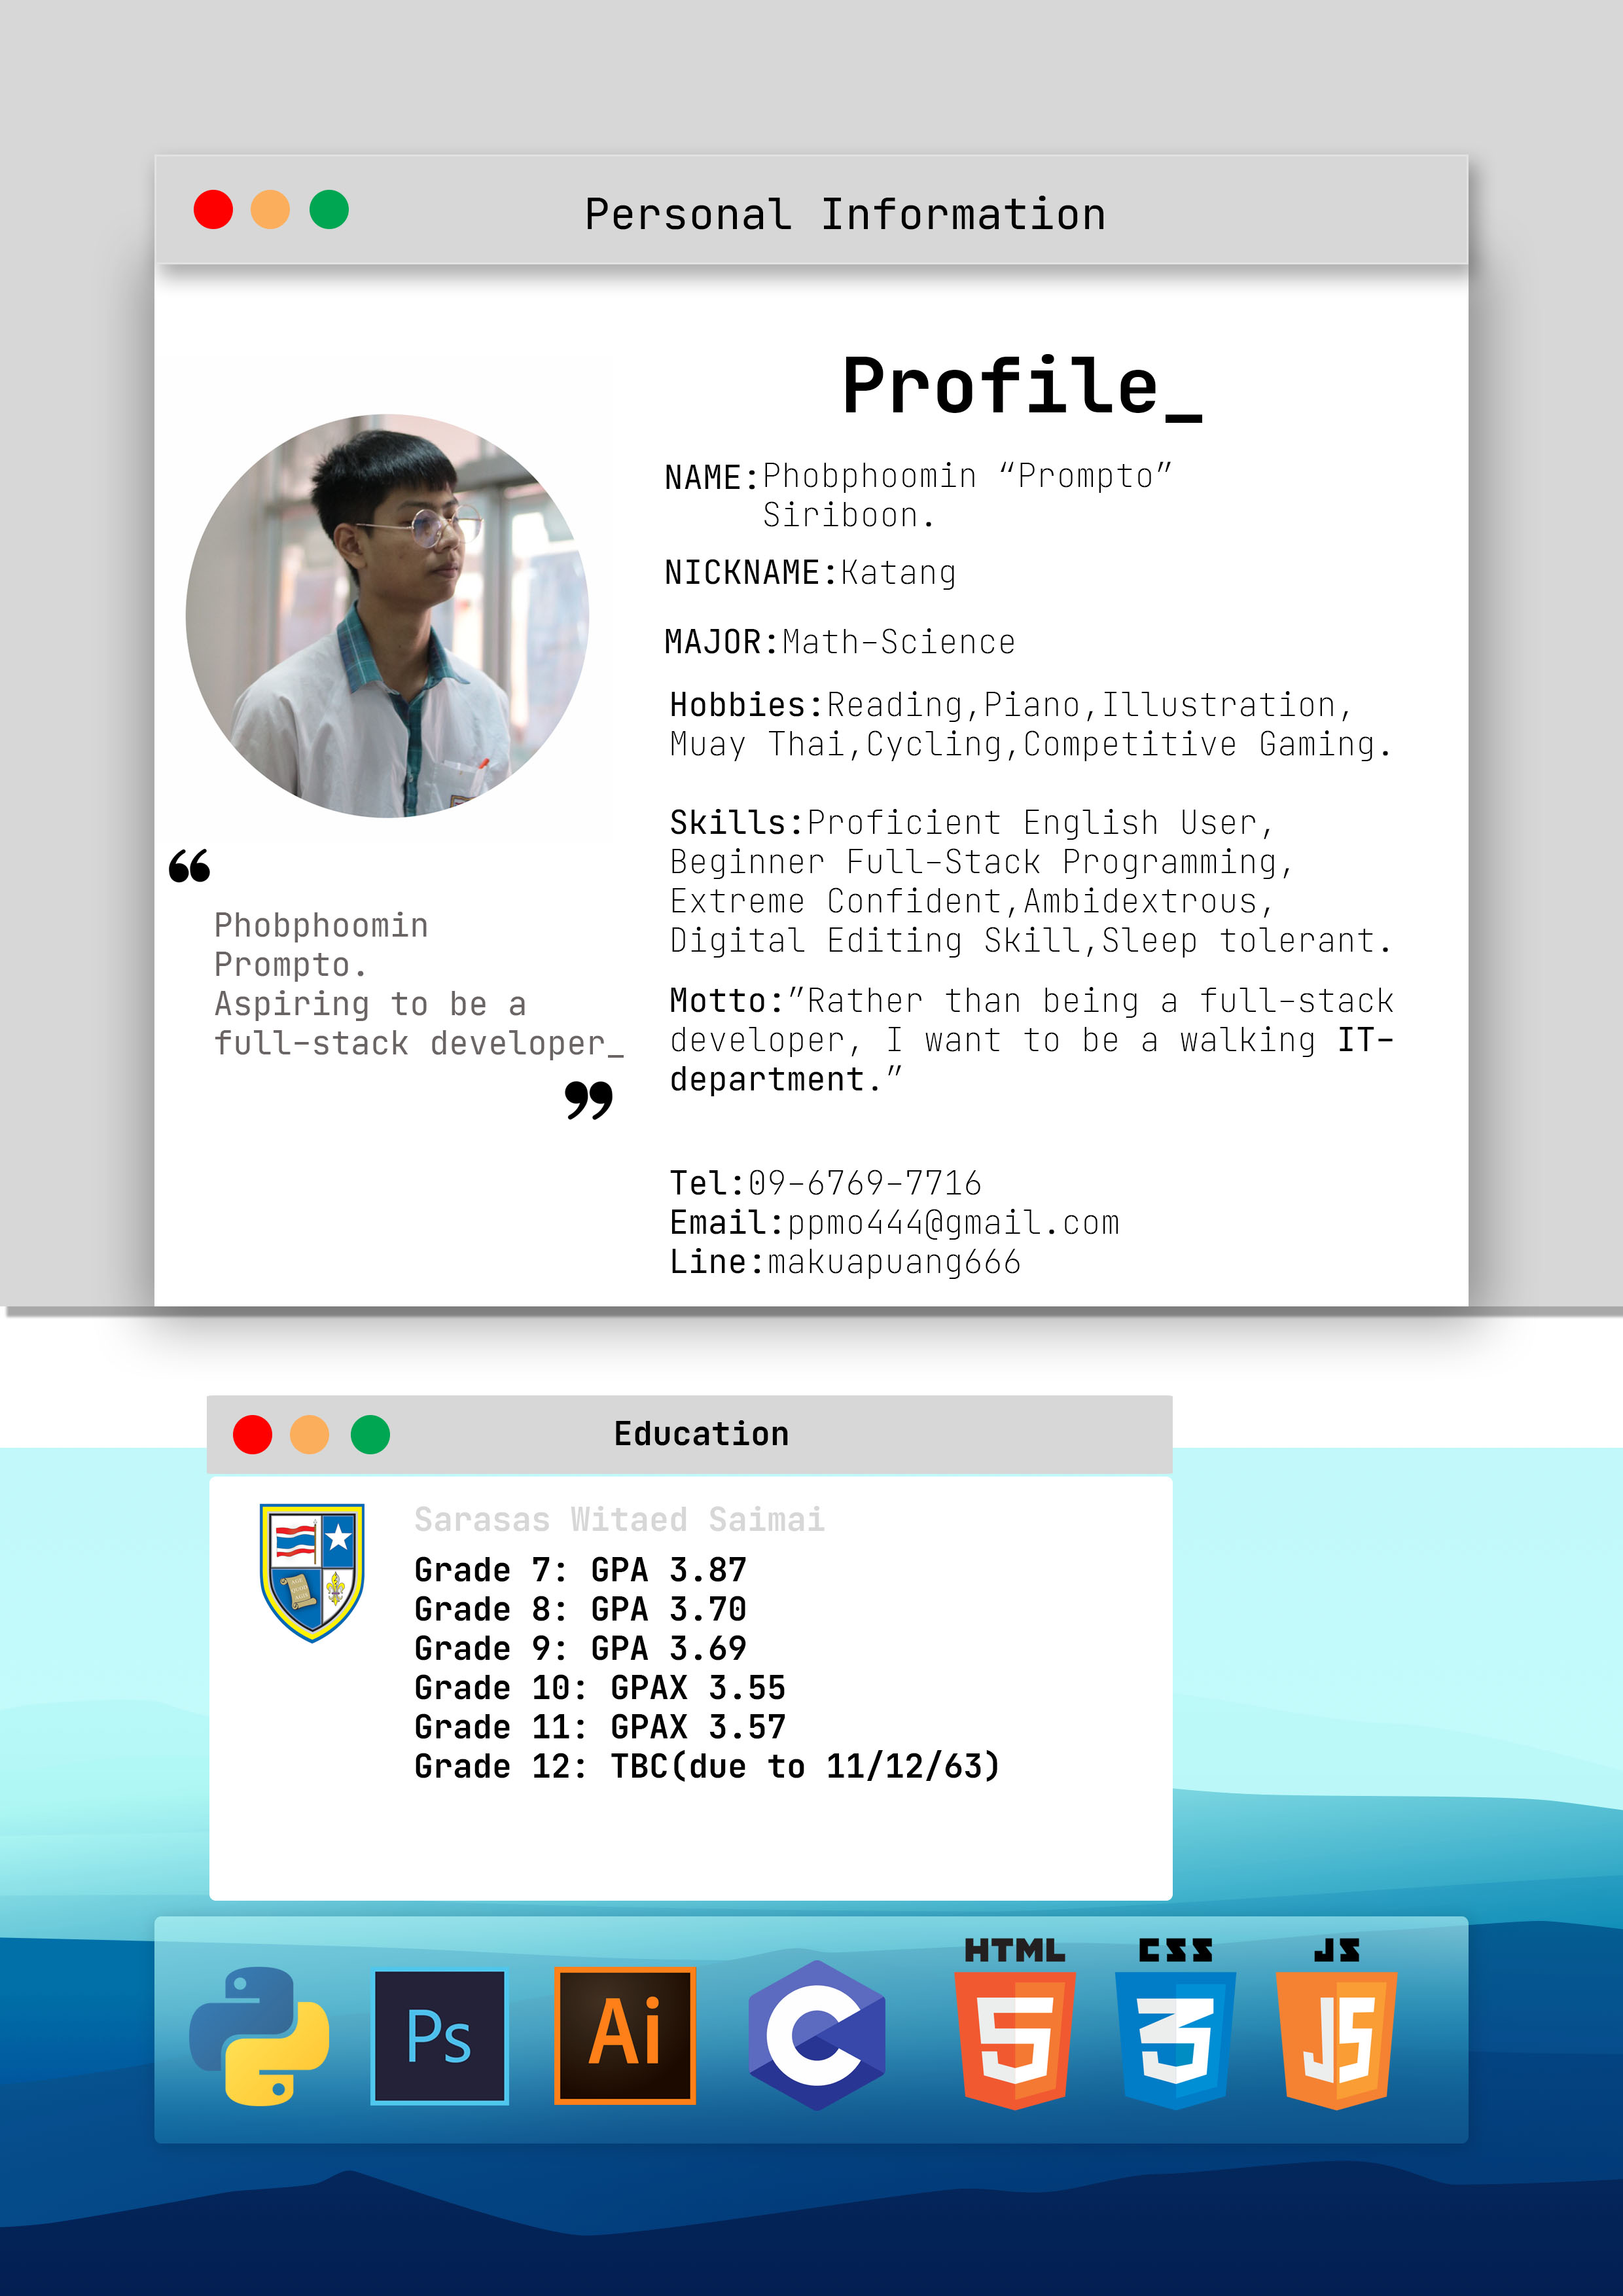 Personal Information
Profile_
NAME:Phobphoomin “Prompto”
Siriboon.
NICKNAME:Katang
MAJOR:Math-Science
Hobbies:Reading,Piano,Illustration,
Muay Thai,Cycling,Competitive Gaming.
Skills:Proficient English User,
Beginner Full-Stack Programming,
Extreme Confident,Ambidextrous,
Digital Editing Skill,Sleep tolerant.
Motto:”Rather than being a full-stack
developer, I want to be a walking IT-
department.”
Tel:09-6769-7716
Email:ppmo444@gmail.com
Line:makuapuang666
“
Phobphoomin
Prompto.
Aspiring to be a
full-stack developer_
”
Education
Sarasas Witaed Saimai
Grade 7: GPA 3.87
Grade 8: GPA 3.70
Grade 9: GPA 3.69
Grade 10: GPAX 3.55
Grade 11: GPAX 3.57
Grade 12: TBC(due to 11/12/63)
Ps
Ai
C
HTML
5
CSS
3
JS
JS